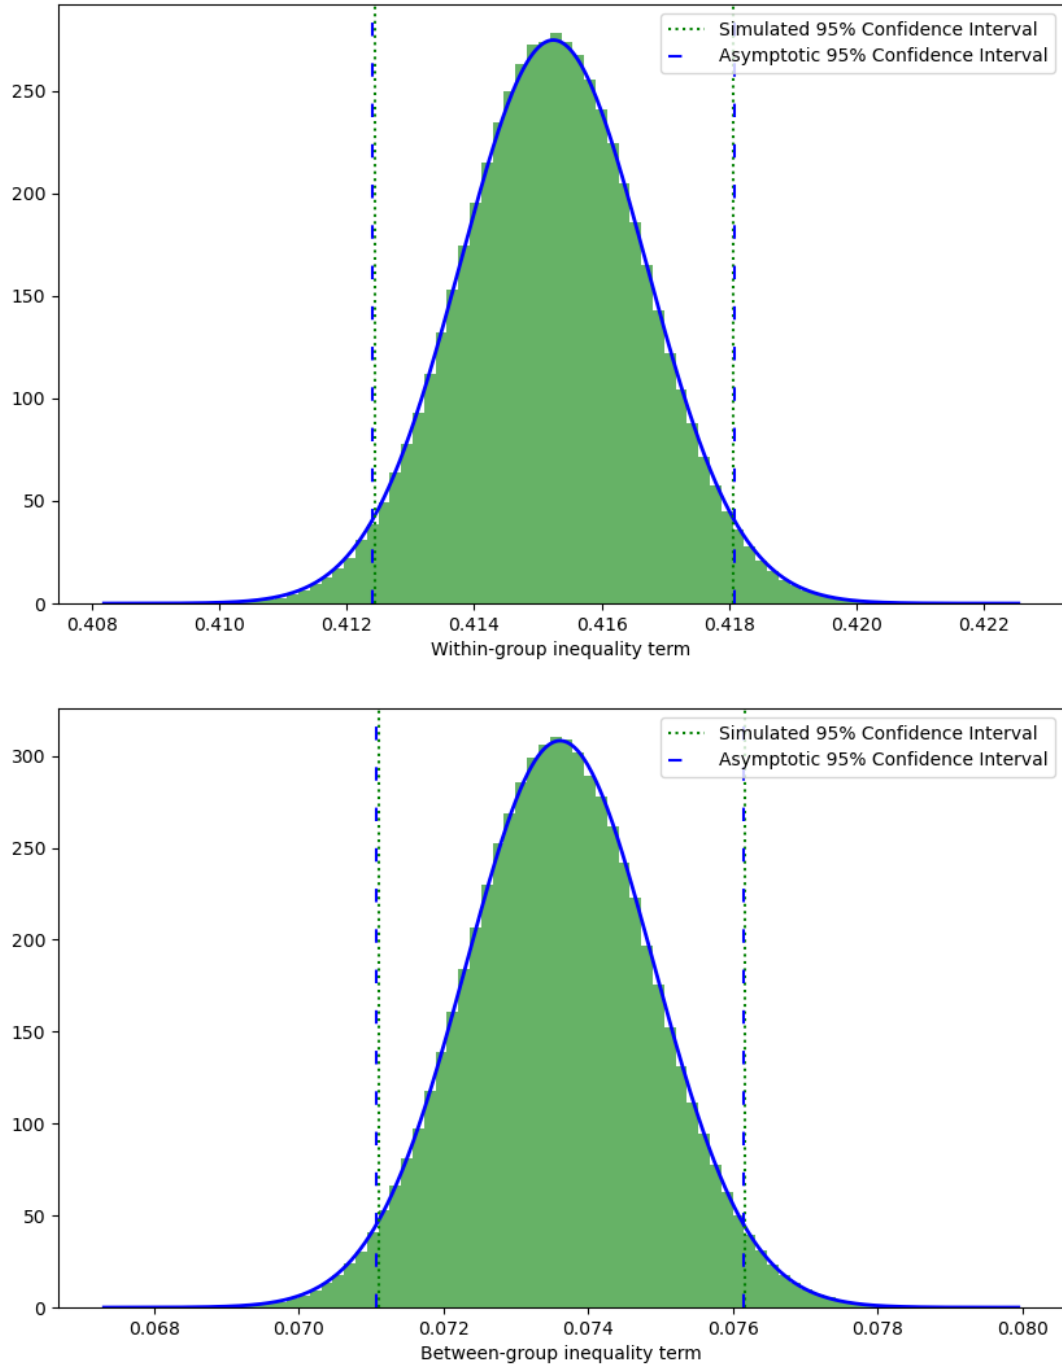 Simulated 95% Confidence Interval
Asymptotic 95% Confidence Interval
250
200
150
100
50
0
0.408 0.410 0.412 0.414 0.416 0.418 0.420 0.422
Within-group inequality term
Simulated 95% Confidence Interval
Asymptotic 95% Confidence Interval
300
250
200
150
100
50
0
0.068 0.070 0.072 0.074 0.076 0.078 0.080
Between-group inequality term